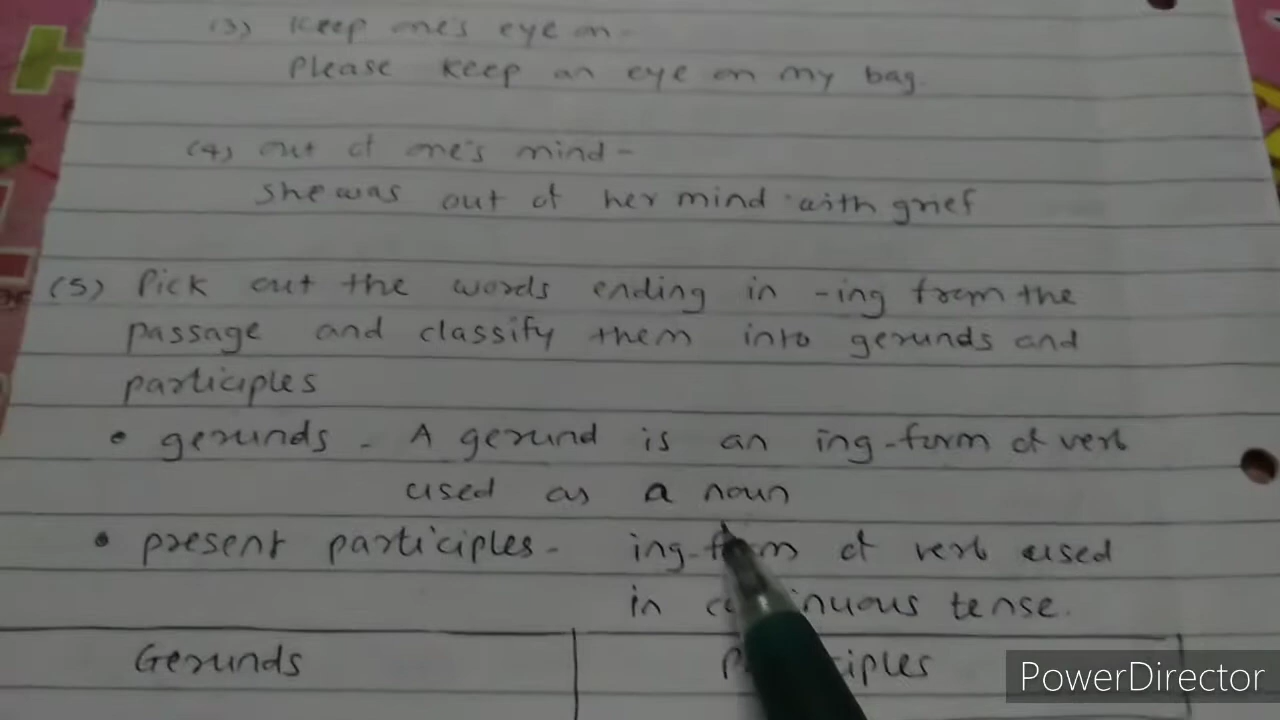 (3) Keep one's eye on -
Please keep an eye on my bag.
(4) out of one's mind -
she was out of her mind with grief
(5) Pick out the words ending in -ing from the
passage and classify them into gerunds and
participles
• gerunds - A gerund is an ing-form of verb
used as a noun
• present participles - ing-form of verb used
in continuous tense.
Gerunds
PowerDirector